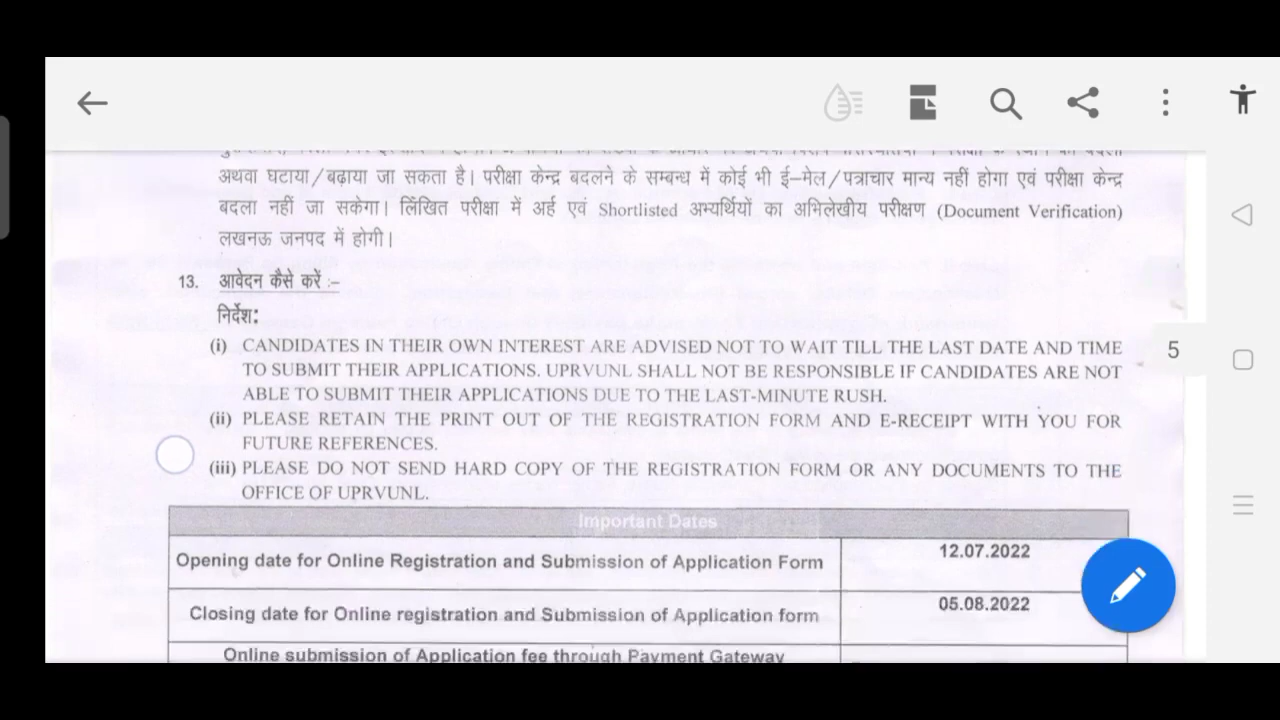 अथवा घटाया/बढ़ाया जा सकता है। परीक्षा केन्द्र बदलने के सम्बन्ध में कोई भी ई–मेल/पत्राचार मान्य नहीं होगा एवं परीक्षा केन्द्र
बदला नहीं जा सकेगा। लिखित परीक्षा में अर्ह एवं Shortlisted अभ्यर्थियों का अभिलेखीय परीक्षण (Document Verification)
लखनऊ जनपद में होगी।
13. आवेदन कैसे करें :–
निर्देश:
(i) CANDIDATES IN THEIR OWN INTEREST ARE ADVISED NOT TO WAIT TILL THE LAST DATE AND TIME
TO SUBMIT THEIR APPLICATIONS. UPRVUNL SHALL NOT BE RESPONSIBLE IF CANDIDATES ARE NOT
ABLE TO SUBMIT THEIR APPLICATIONS DUE TO THE LAST-MINUTE RUSH.
(ii) PLEASE RETAIN THE PRINT OUT OF THE REGISTRATION FORM AND E-RECEIPT WITH YOU FOR
FUTURE REFERENCES.
(iii) PLEASE DO NOT SEND HARD COPY OF THE REGISTRATION FORM OR ANY DOCUMENTS TO THE
OFFICE OF UPRVUNL.
5
Important Dates
Opening date for Online Registration and Submission of Application Form 12.07.2022
Closing date for Online registration and Submission of Application form 05.08.2022
Online submission of Application fee through Payment Gateway